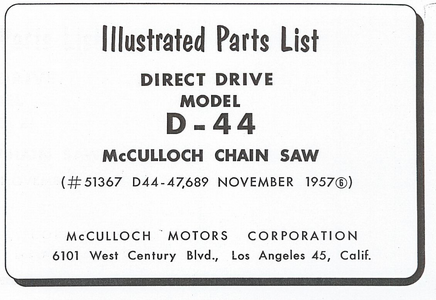 Illustrated Parts List
DIRECT DRIVE
MODEL
D-44
McCULLOCH CHAIN SAW
(#51367 D44-47,689 NOVEMBER 1957⑥)
McCULLOCH MOTORS CORPORATION
6101 West Century Blvd., Los Angeles 45, Calif.